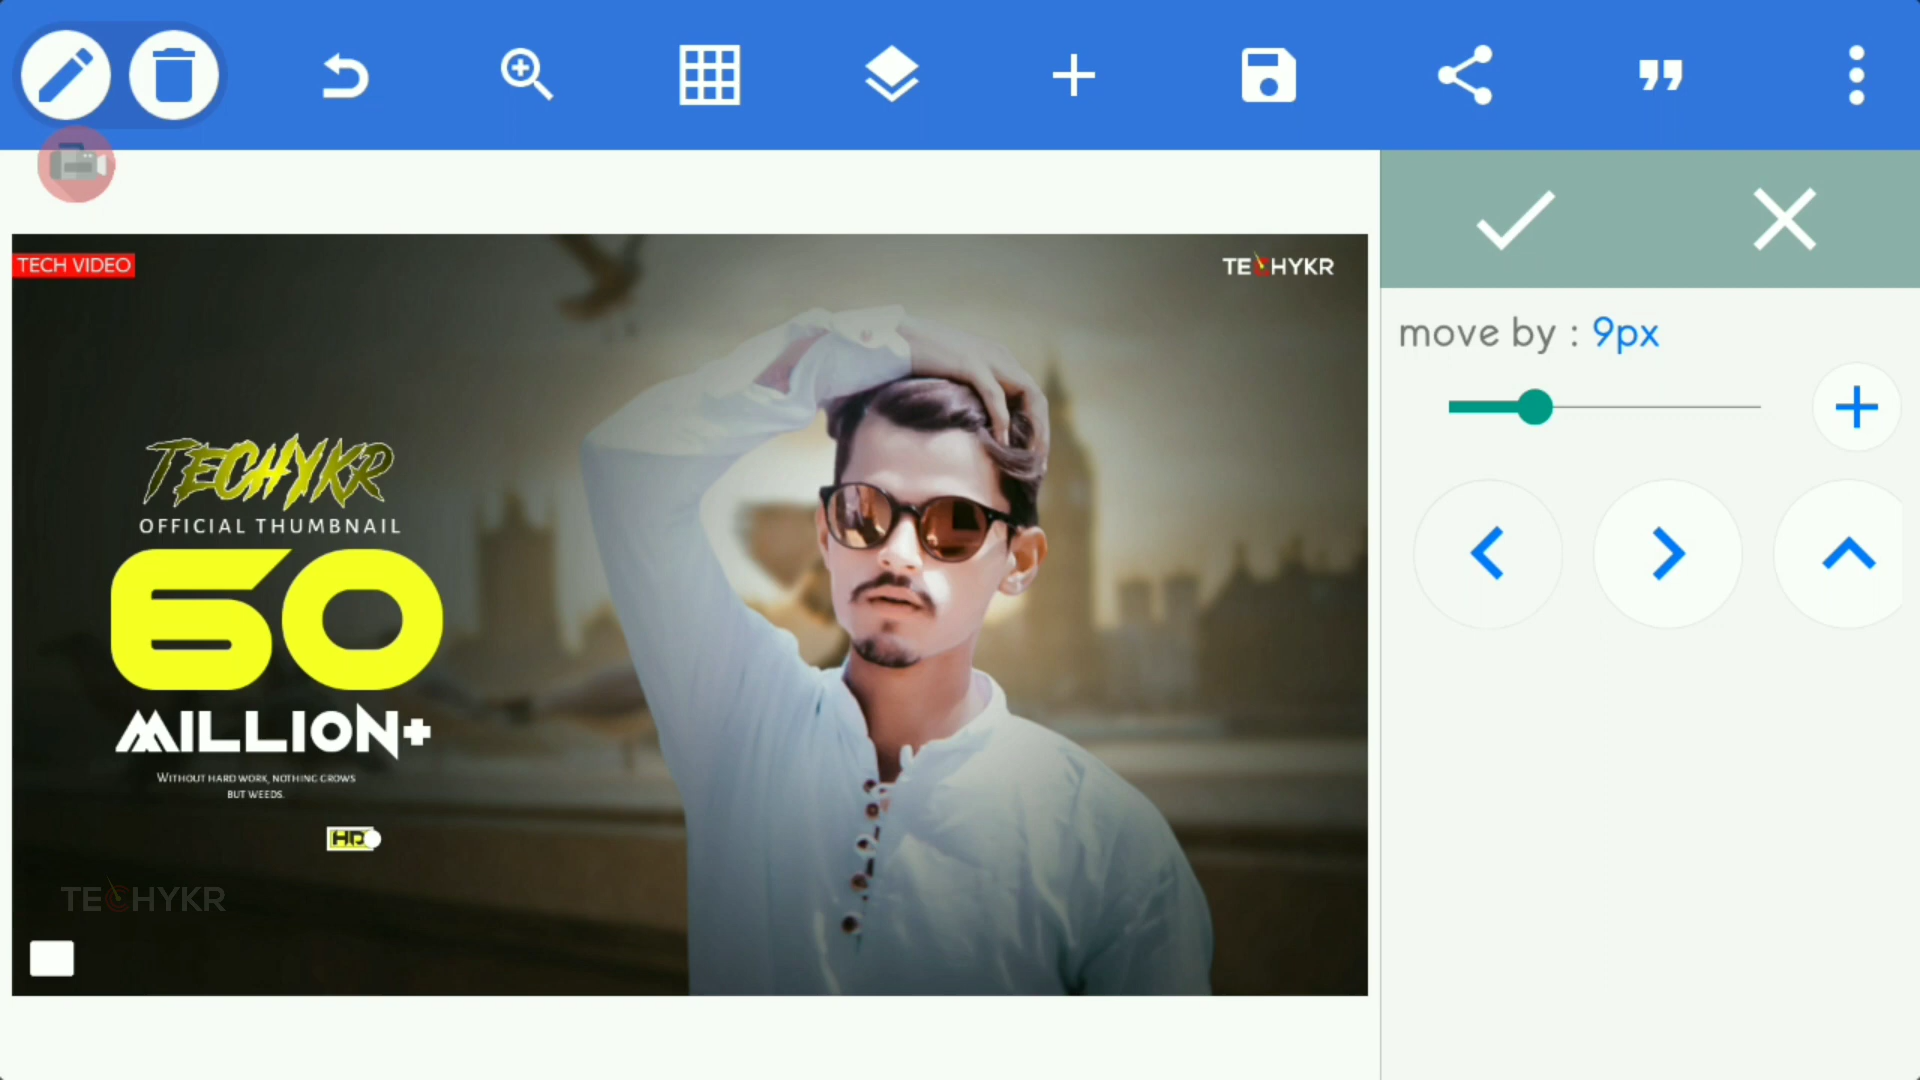 TECH VIDEO
TECHYKR
move by : 9px
TECHYKR
OFFICIAL THUMBNAIL
60
MILLION+
WITHOUT HARD WORK, NOTHING GROWS
BUT WEEDS.
HD
TECHYKR